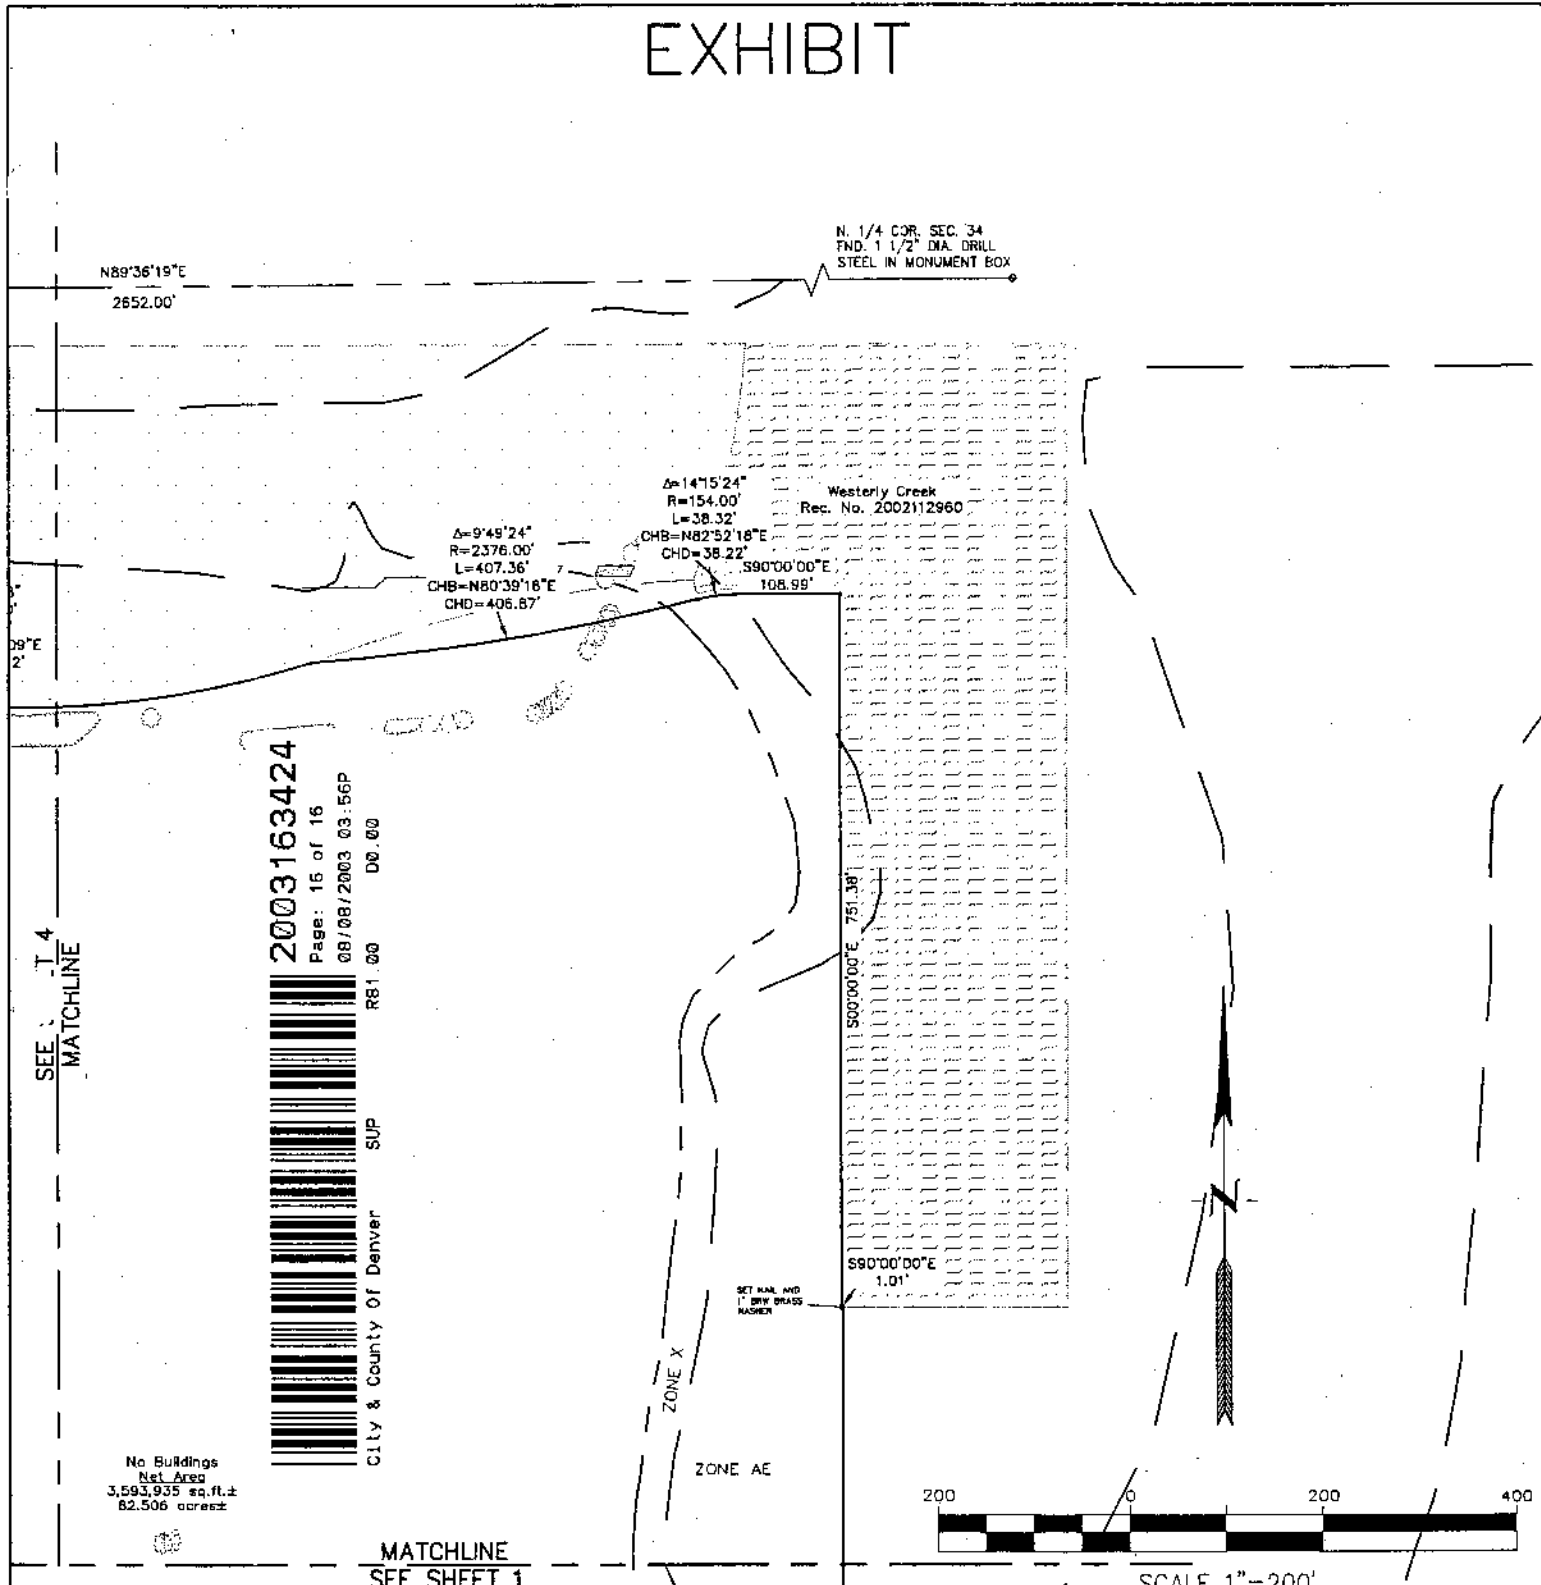 EXHIBIT
N. 1/4 COR. SEC. 34
FND. 1 1/2" DIA. DRILL
STEEL IN MONUMENT BOX
N89°36'19"E
2652.00'
Δ=14°15'24"
R=154.00'
L=38.32'
CHB=N82°52'18"E
CHD=38.22'
Westerly Creek
Rec. No. 2002112960
Δ=9°49'24"
R=2376.00'
L=407.36'
CHB=N80°39'18"E
CHD=406.87'
S90°00'00"E
108.99'
09"E
2'
2003163424
Page: 15 of 16
08/08/2003 03:56P
R81.00 D0.00
SUP
City & County Of Denver
SEE T 4
MATCHLINE
S00°00'00"E 751.38'
N
S90°00'00"E
1.01'
SET NAIL AND
1" BRW BRASS
WASHER
ZONE X
ZONE AE
No Buildings
Net Area
3,593,935 sq.ft.±
82.506 acres±
200 0 200 400
MATCHLINE
SEE SHEET 1
SCALE 1"=200'